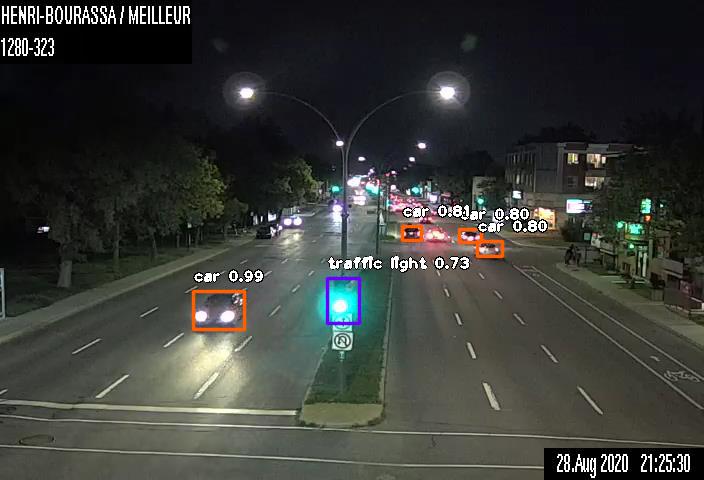 HENRI-BOURASSA / MEILLEUR
1280-323
car 0.81
car 0.80
car 0.80
traffic light 0.73
car 0.99
28.Aug 2020 21:25:30